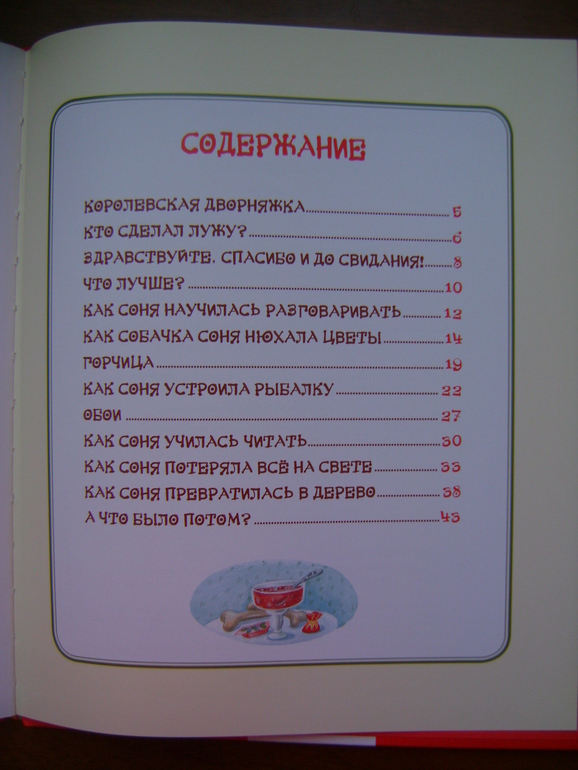 СОДЕРЖАНИЕ
КОРОЛЕВСКАЯ ДВОРНЯЖКА 5
КТО СДЕЛАЛ ЛУЖУ? 6
ЗДРАВСТВУЙТЕ, СПАСИБО И ДО СВИДАНИЯ! 8
ЧТО ЛУЧШЕ? 10
КАК СОНЯ НАУЧИЛАСЬ РАЗГОВАРИВАТЬ 12
КАК СОБАЧКА СОНЯ НЮХАЛА ЦВЕТЫ 14
ГОРЧИЦА 19
КАК СОНЯ УСТРОИЛА РЫБАЛКУ 22
ОБОИ 27
КАК СОНЯ УЧИЛАСЬ ЧИТАТЬ 30
КАК СОНЯ ПОТЕРЯЛА ВСЁ НА СВЕТЕ 33
КАК СОНЯ ПРЕВРАТИЛАСЬ В ДЕРЕВО 38
А ЧТО БЫЛО ПОТОМ? 43